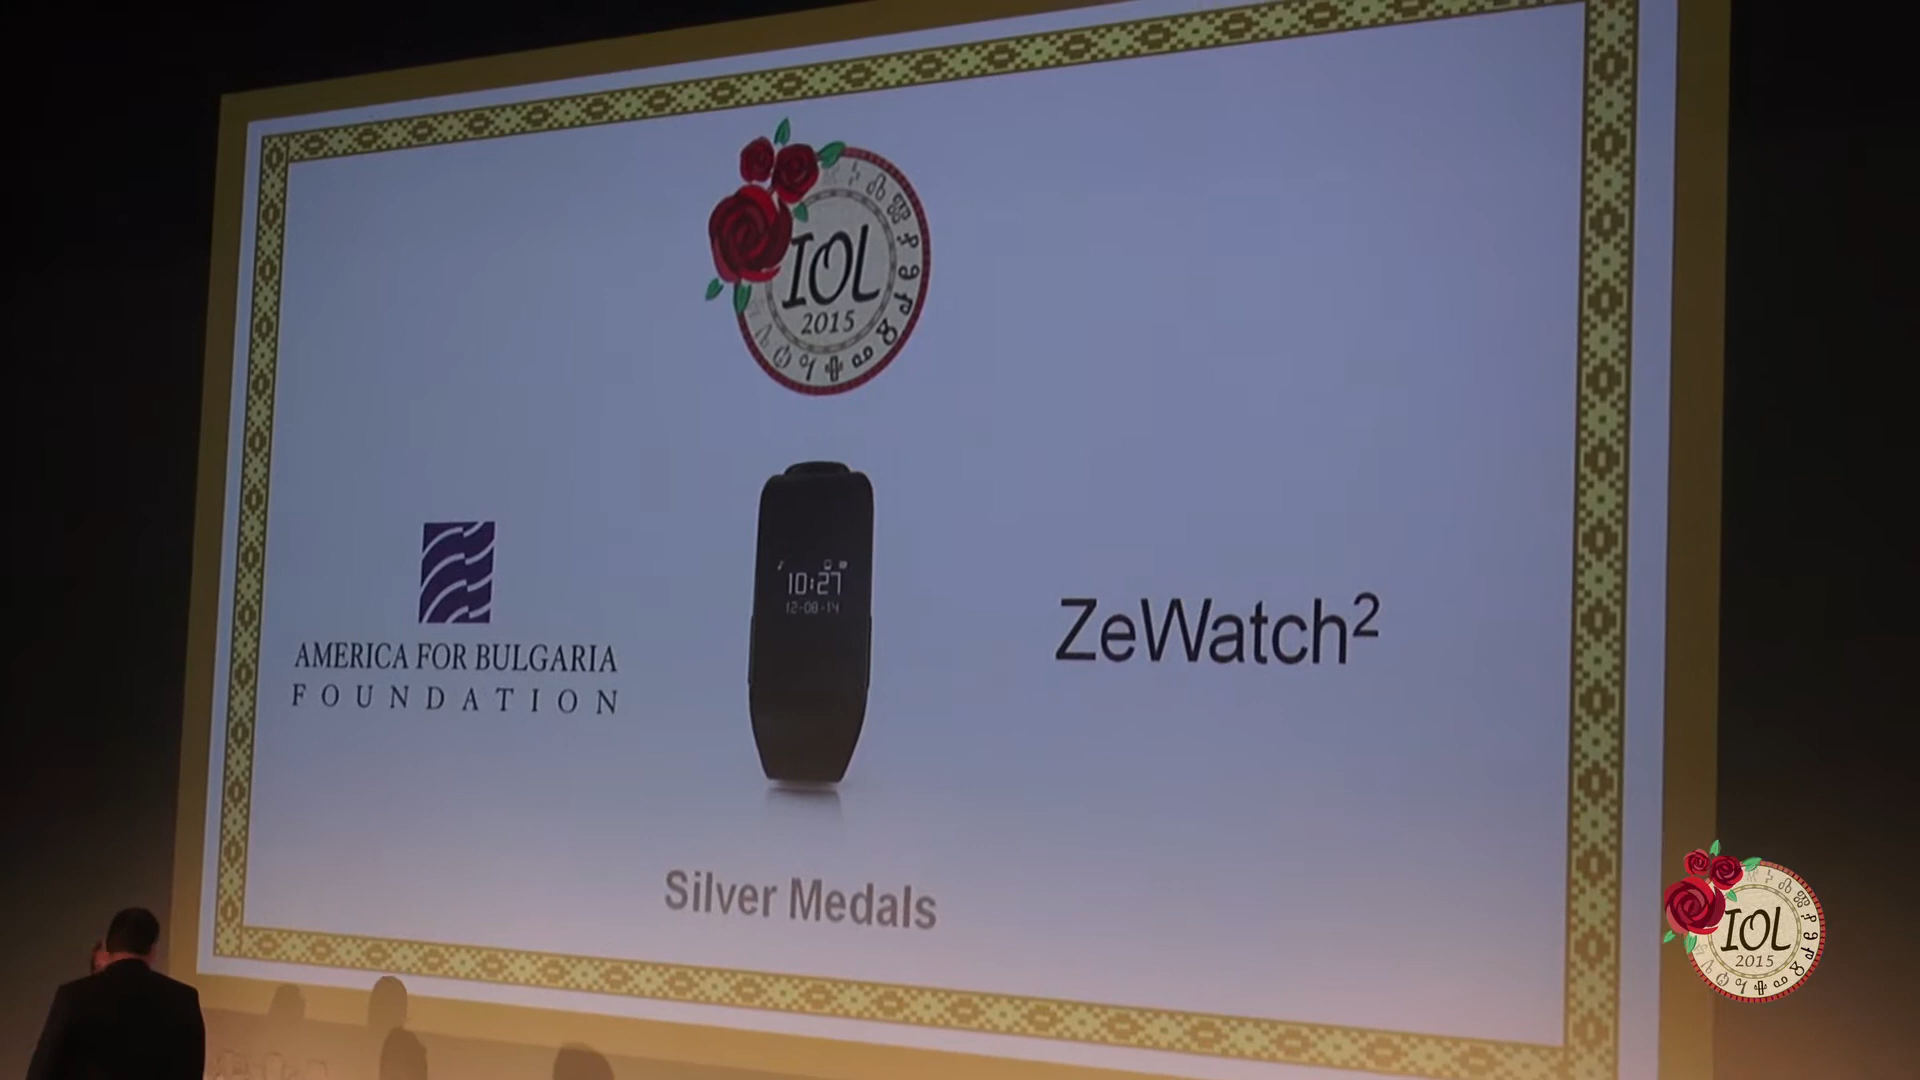 IOL
2015
10:27
12-08-14
AMERICA FOR BULGARIA
FOUNDATION
ZeWatch²
Silver Medals
IOL
2015